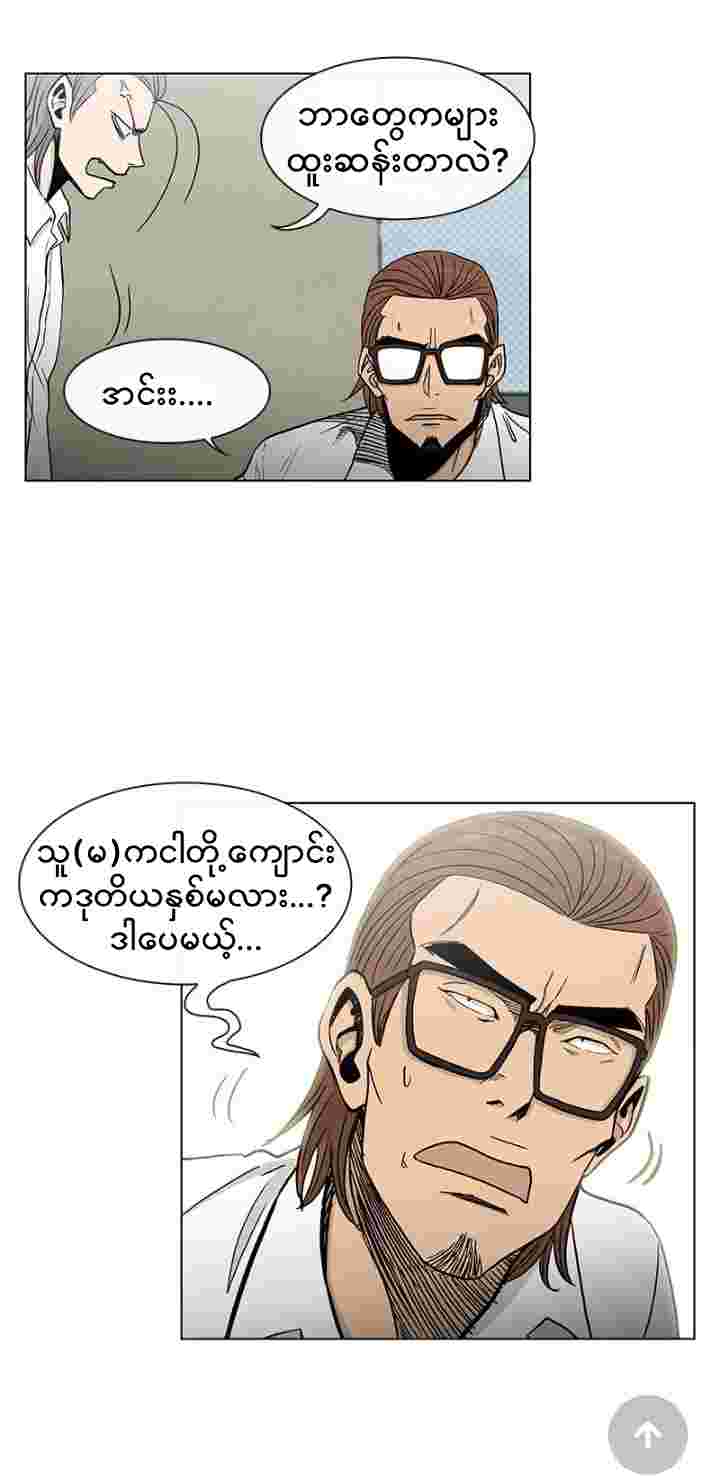 ဘာတွေကများ
ထူးဆန်းတာလဲ?
အင်းး....
သူ(မ)ကငါတို့ကျောင်း
ကဒုတိယနှစ်မလား...?
ဒါပေမယ့်...